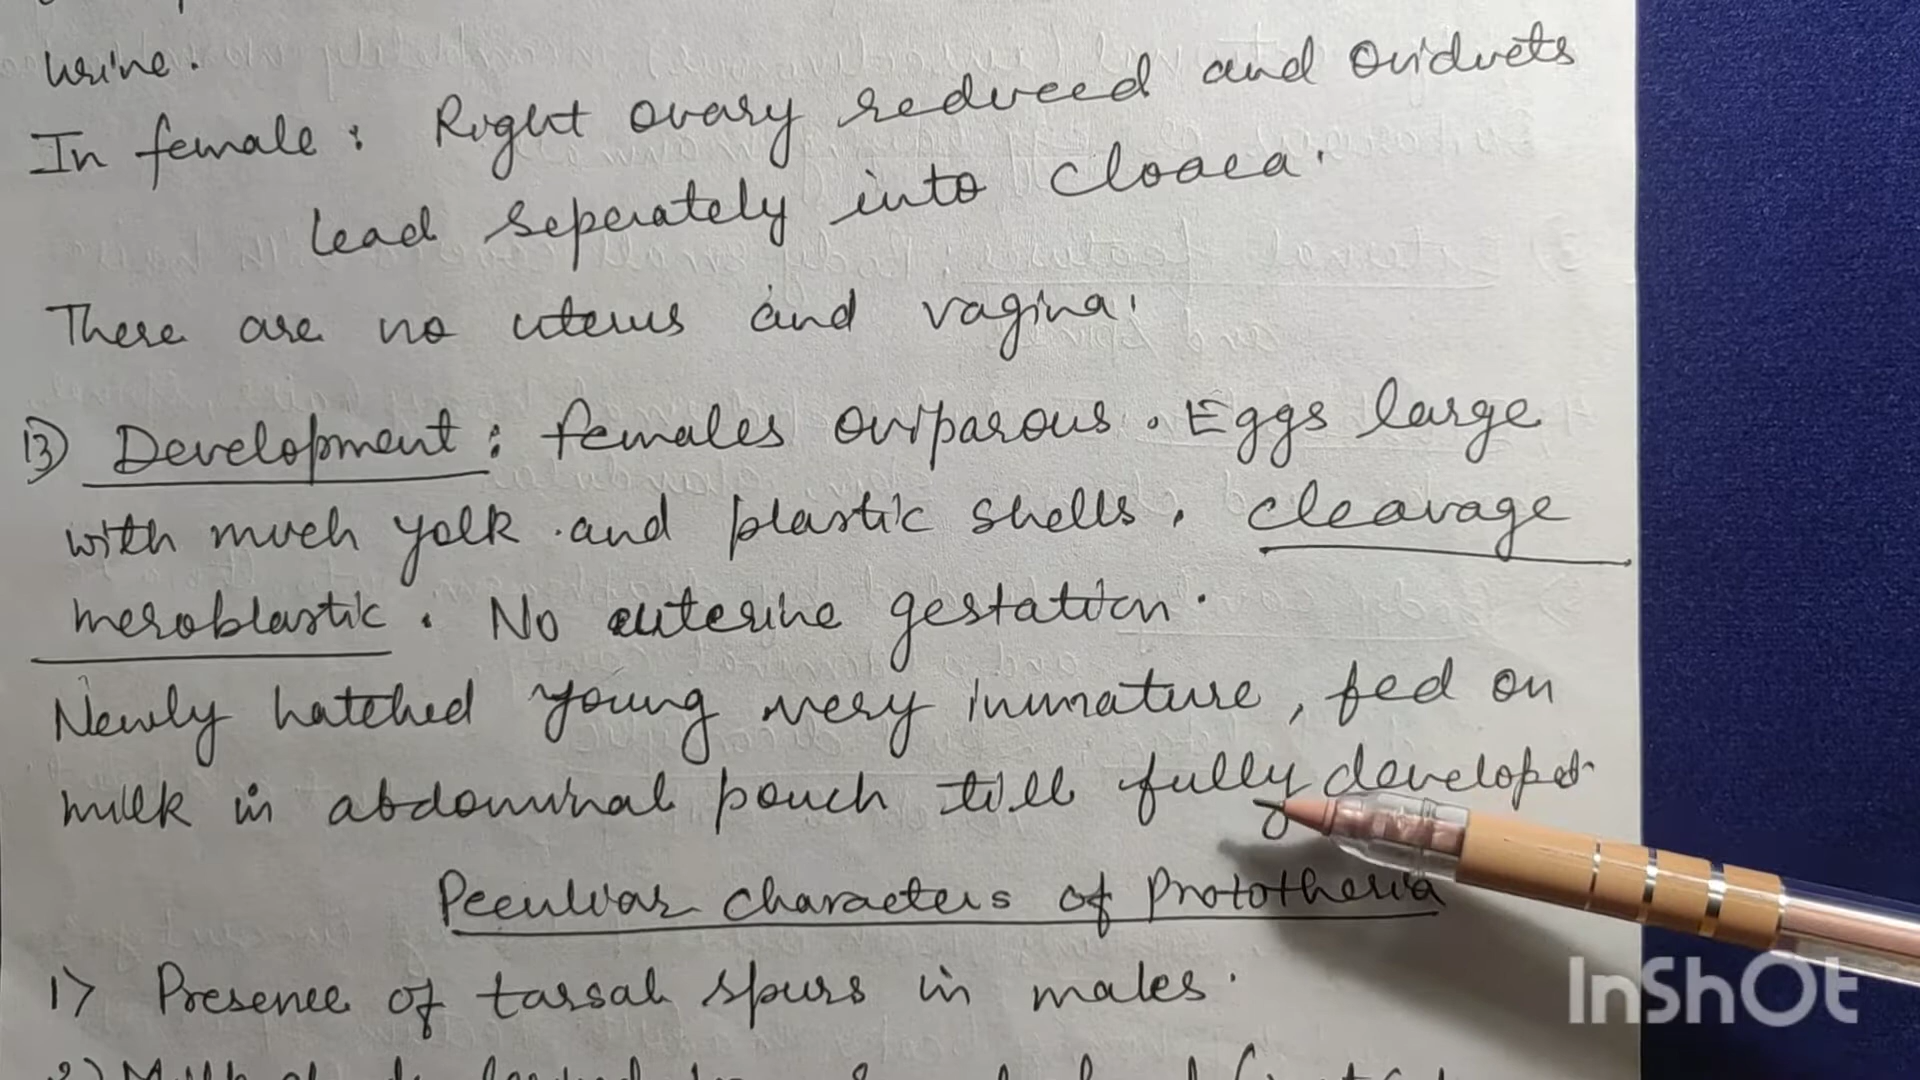 urine.
In female : Right ovary reduced and oviducts
lead seperately into cloaca.
There are no uterus and vagina.
13) Development : females oviparous. Eggs large
with much yolk and plastic shells. cleavage
meroblastic. No uterine gestation.
Newly hatched young very immature, fed on
milk in abdominal pouch till fully developed.
Peculiar characters of Prototheria
1) Presence of tarsal spurs in males.
InShOt